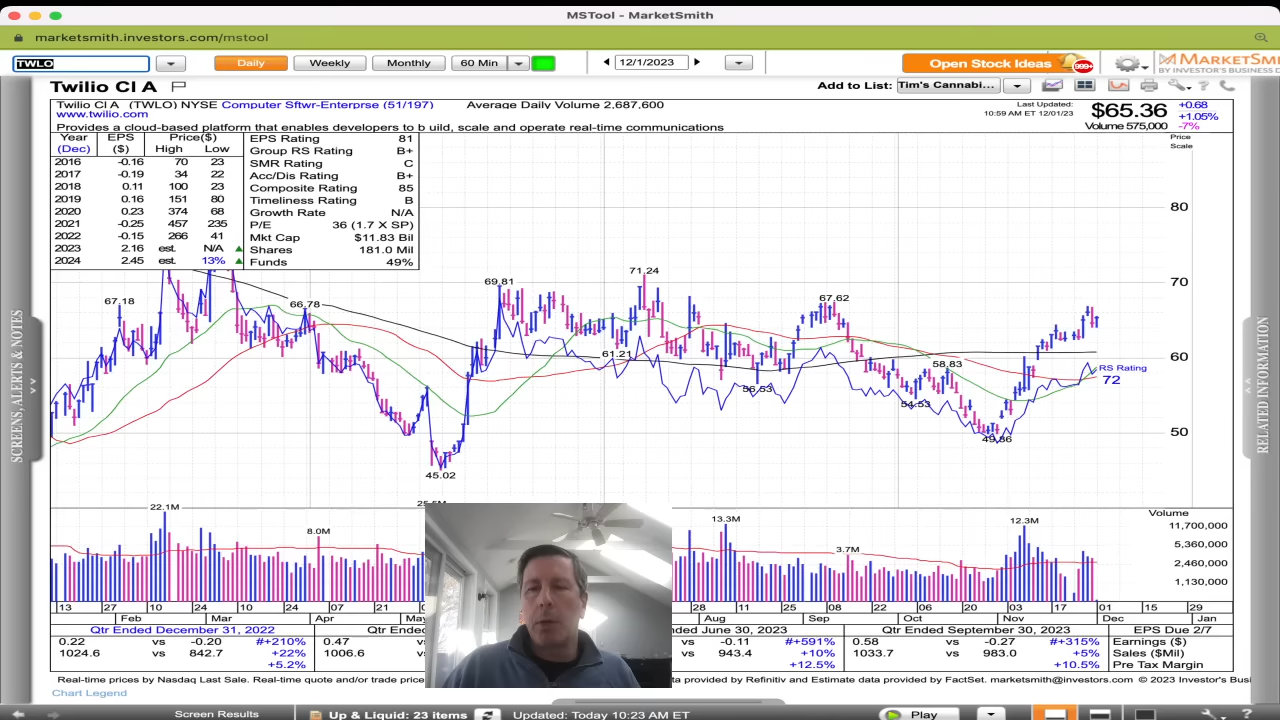 MSTool - MarketSmith
marketsmith.investors.com/mstool
TWLO Daily Weekly Monthly 60 Min 12/1/2023 Open Stock Ideas 999+ MarketSmi
BY INVESTOR'S BUSINESS D
Twilio Cl A Add to List: Tim's Cannabi...
Twilio Cl A (TWLO) NYSE Computer Sftwr-Enterprse (51/197) Average Daily Volume 2,687,600
www.twilio.com
Provides a cloud-based platform that enables developers to build, scale and operate real-time communications
Last Updated:
10:59 AM ET 12/01/23
$65.36 +0.68
+1.05%
Volume 575,000 -7%
Price
Scale
Year EPS Price($)
(Dec) ($) High Low
2016 -0.16 70 23
2017 -0.19 34 22
2018 0.11 100 23
2019 0.16 151 80
2020 0.23 374 68
2021 -0.25 457 235
2022 -0.15 266 41
2023 2.16 est. N/A
2024 2.45 est. 13%
EPS Rating 81
Group RS Rating B+
SMR Rating C
Acc/Dis Rating B+
Composite Rating 85
Timeliness Rating B
Growth Rate N/A
P/E 36 (1.7 X SP)
Mkt Cap $11.83 Bil
Shares 181.0 Mil
Funds 49%
80
70
60
50
67.18
66.78
45.02
69.81
61.21
71.24
56.53
67.62
54.53
58.83
49.86
RS Rating
72
SCREENS, ALERTS & NOTES
RELATED INFORMATION
22.1M
8.0M
13.3M
3.7M
12.3M
Volume
11,700,000
5,360,000
2,460,000
1,130,000
13 27 10 24 10 24 07 21 28 11 25 08 22 06 20 03 17 01 15 29
Feb Mar Apr May Aug Sep Oct Nov Dec Jan
Qtr Ended December 31, 2022
0.22 vs -0.20 #+210%
1024.6 vs 842.7 +22%
+5.2%
Qtr Ende
0.47
1006.6
ded June 30, 2023
-0.11 #+591%
943.4 +10%
+12.5%
Qtr Ended September 30, 2023
0.58 vs -0.27 #+315%
1033.7 vs 983.0 +5%
+10.5%
EPS Due 2/7
Earnings ($)
Sales ($Mil)
Pre Tax Margin
Real-time prices by Nasdaq Last Sale. Real-time quote and/or trade price
a provided by Refinitiv and Estimate data provided by FactSet. marketsmith@investors.com © 2023 Investor's Busi
Chart Legend
Screen Results Up & Liquid: 23 items Updated: Today 10:23 AM ET Play